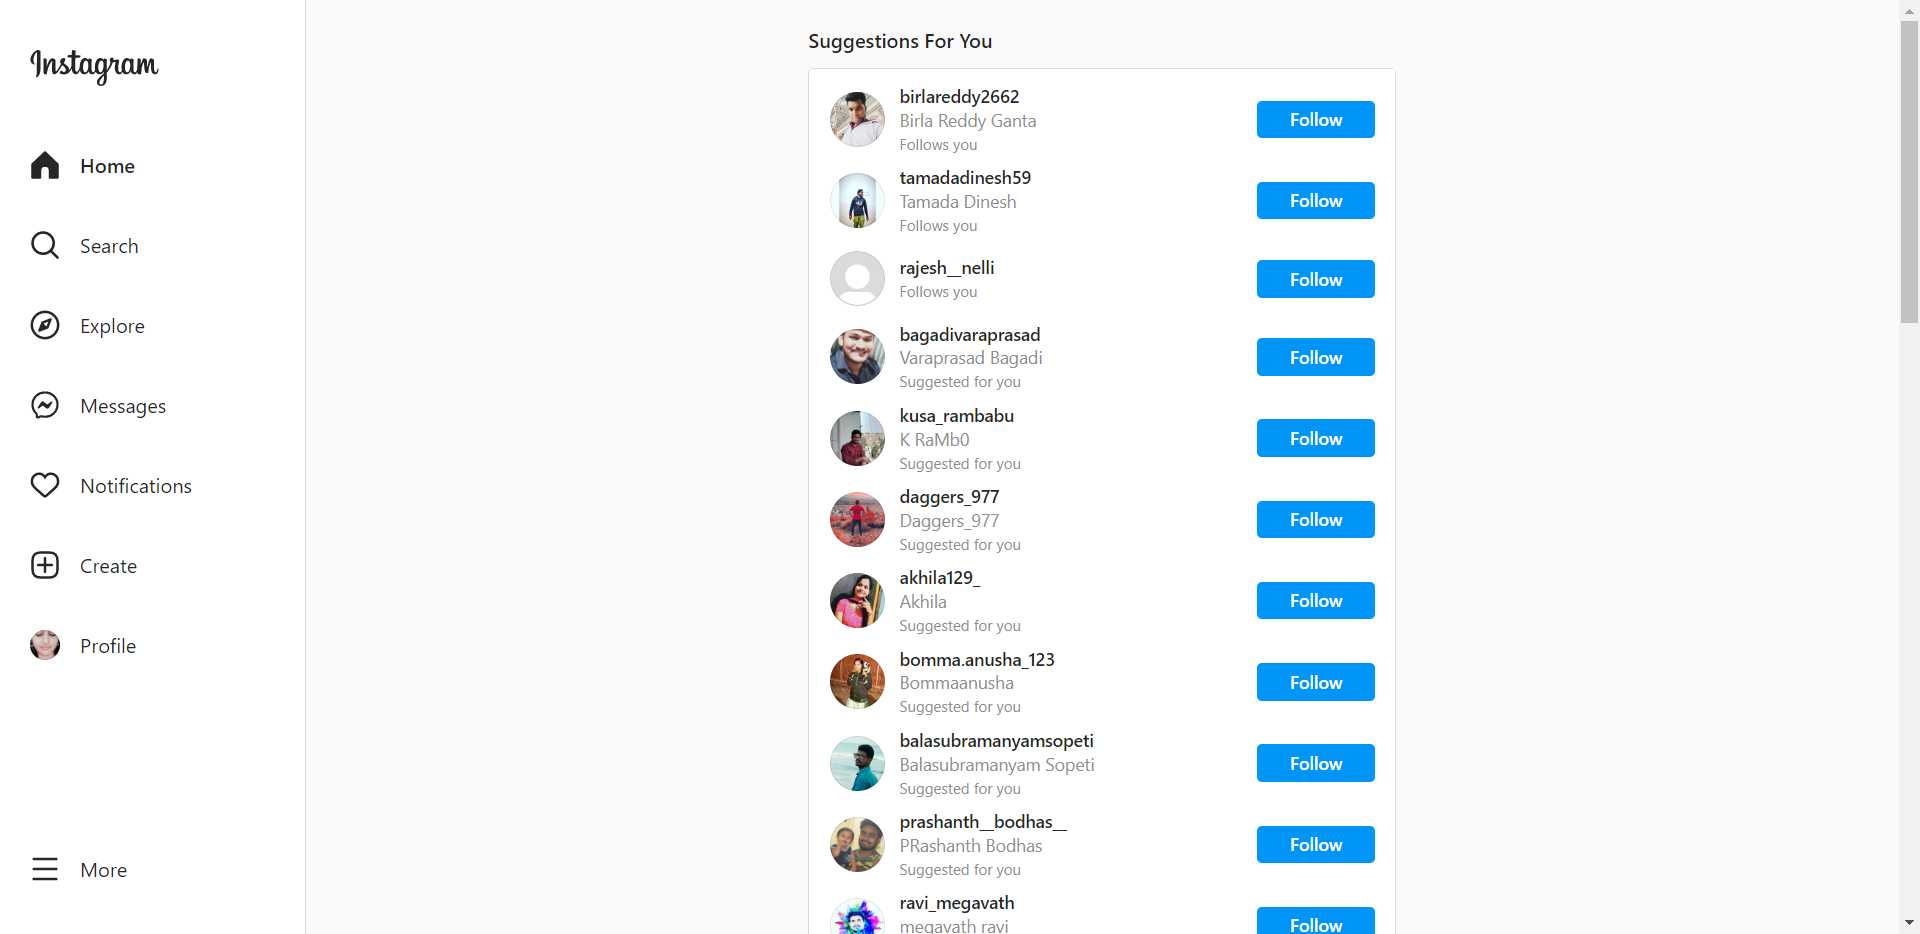 Instagram
Home
Search
Explore
Messages
Notifications
Create
Profile
More
Suggestions For You
birlareddy2662
Birla Reddy Ganta
Follows you
Follow
tamadadinesh59
Tamada Dinesh
Follows you
Follow
rajesh__nelli
Follows you
Follow
bagadivaraprasad
Varaprasad Bagadi
Suggested for you
Follow
kusa_rambabu
K RaMb0
Suggested for you
Follow
daggers_977
Daggers_977
Suggested for you
Follow
akhila129_
Akhila
Suggested for you
Follow
bomma.anusha_123
Bommaanusha
Suggested for you
Follow
balasubramanyamsopeti
Balasubramanyam Sopeti
Suggested for you
Follow
prashanth__bodhas__
PRashanth Bodhas
Suggested for you
Follow
ravi_megavath
megavath ravi
Follow